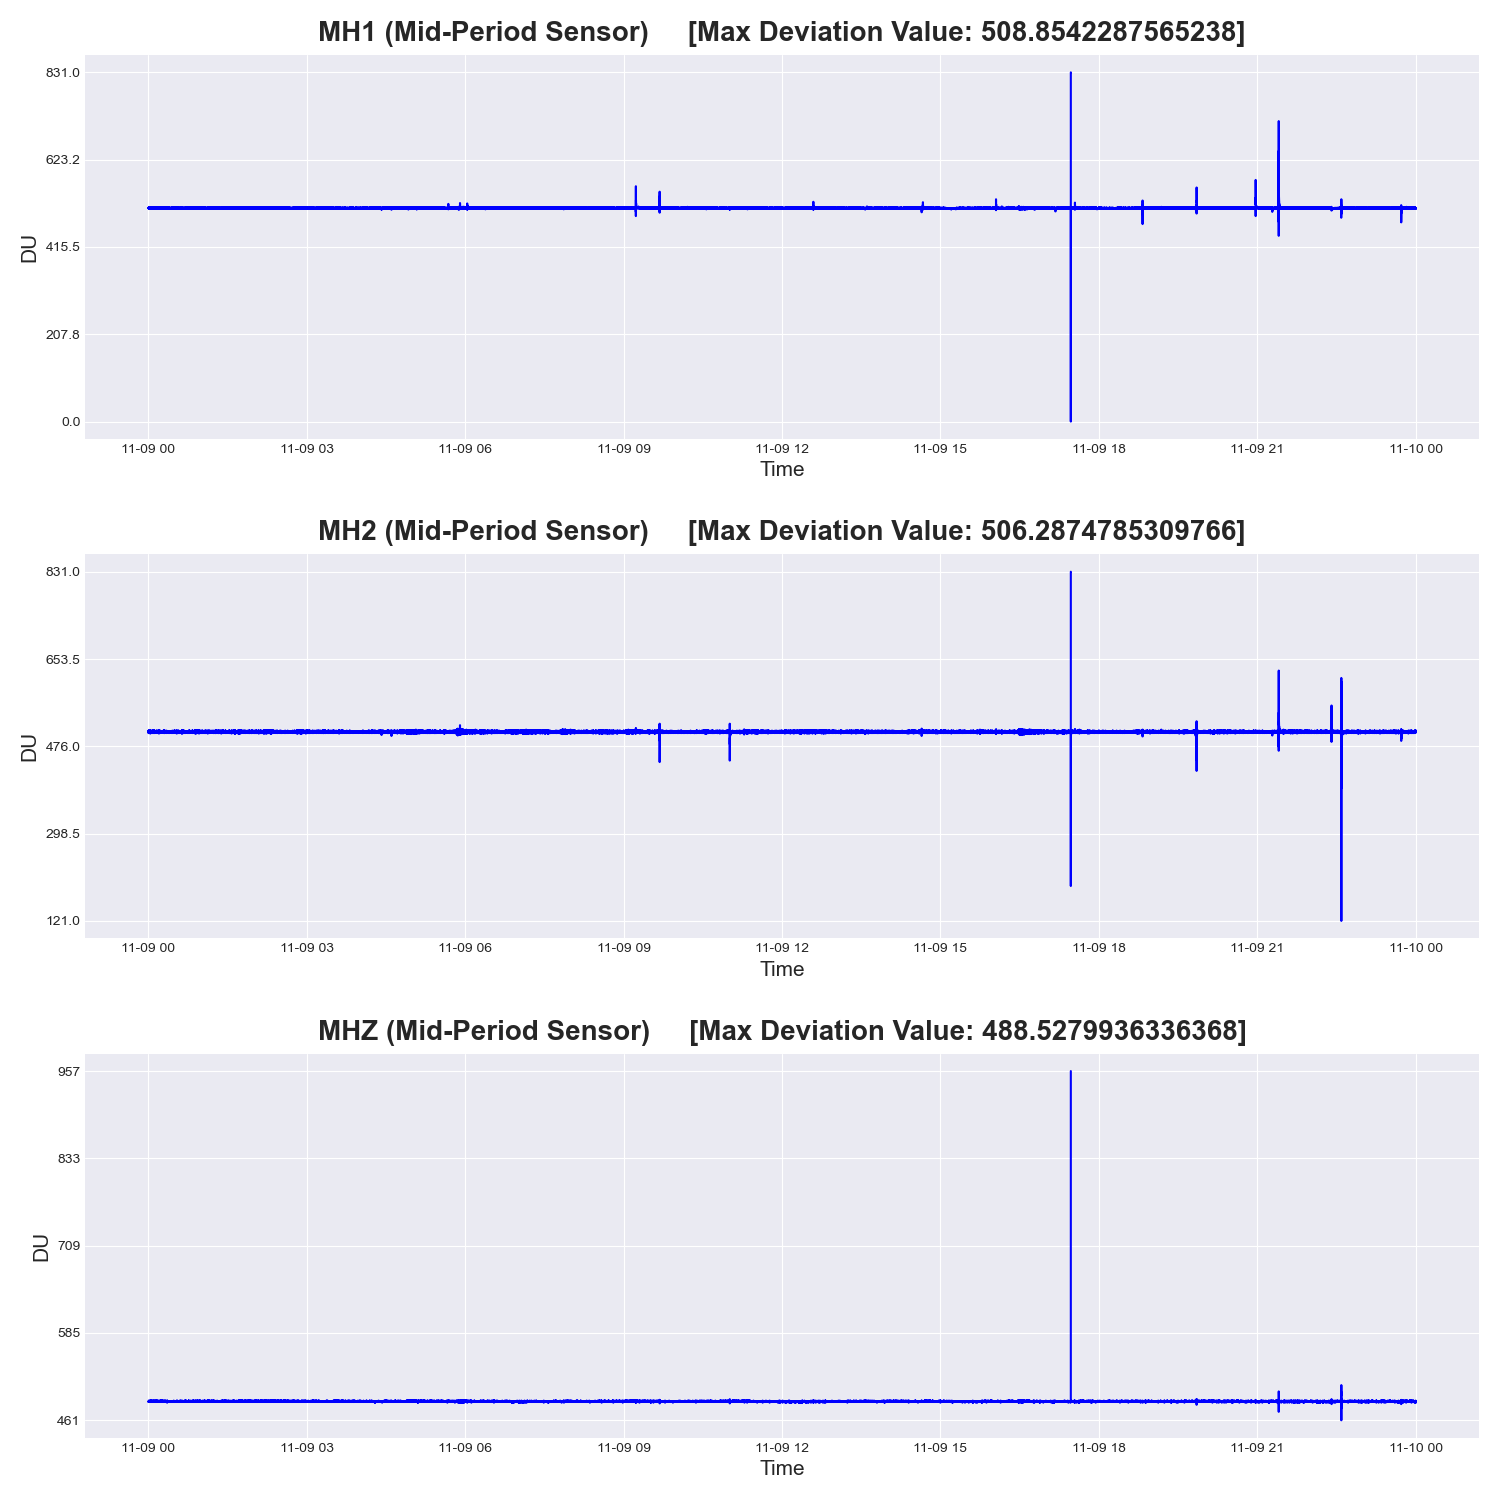 MH1 (Mid-Period Sensor) [Max Deviation Value: 508.8542287565238]
831.0
623.2
415.5
207.8
0.0
DU
11-09 00 11-09 03 11-09 06 11-09 09 11-09 12 11-09 15 11-09 18 11-09 21 11-10 00
Time
MH2 (Mid-Period Sensor) [Max Deviation Value: 506.2874785309766]
831.0
653.5
476.0
298.5
121.0
DU
11-09 00 11-09 03 11-09 06 11-09 09 11-09 12 11-09 15 11-09 18 11-09 21 11-10 00
Time
MHZ (Mid-Period Sensor) [Max Deviation Value: 488.5279936336368]
957
833
709
585
461
DU
11-09 00 11-09 03 11-09 06 11-09 09 11-09 12 11-09 15 11-09 18 11-09 21 11-10 00
Time